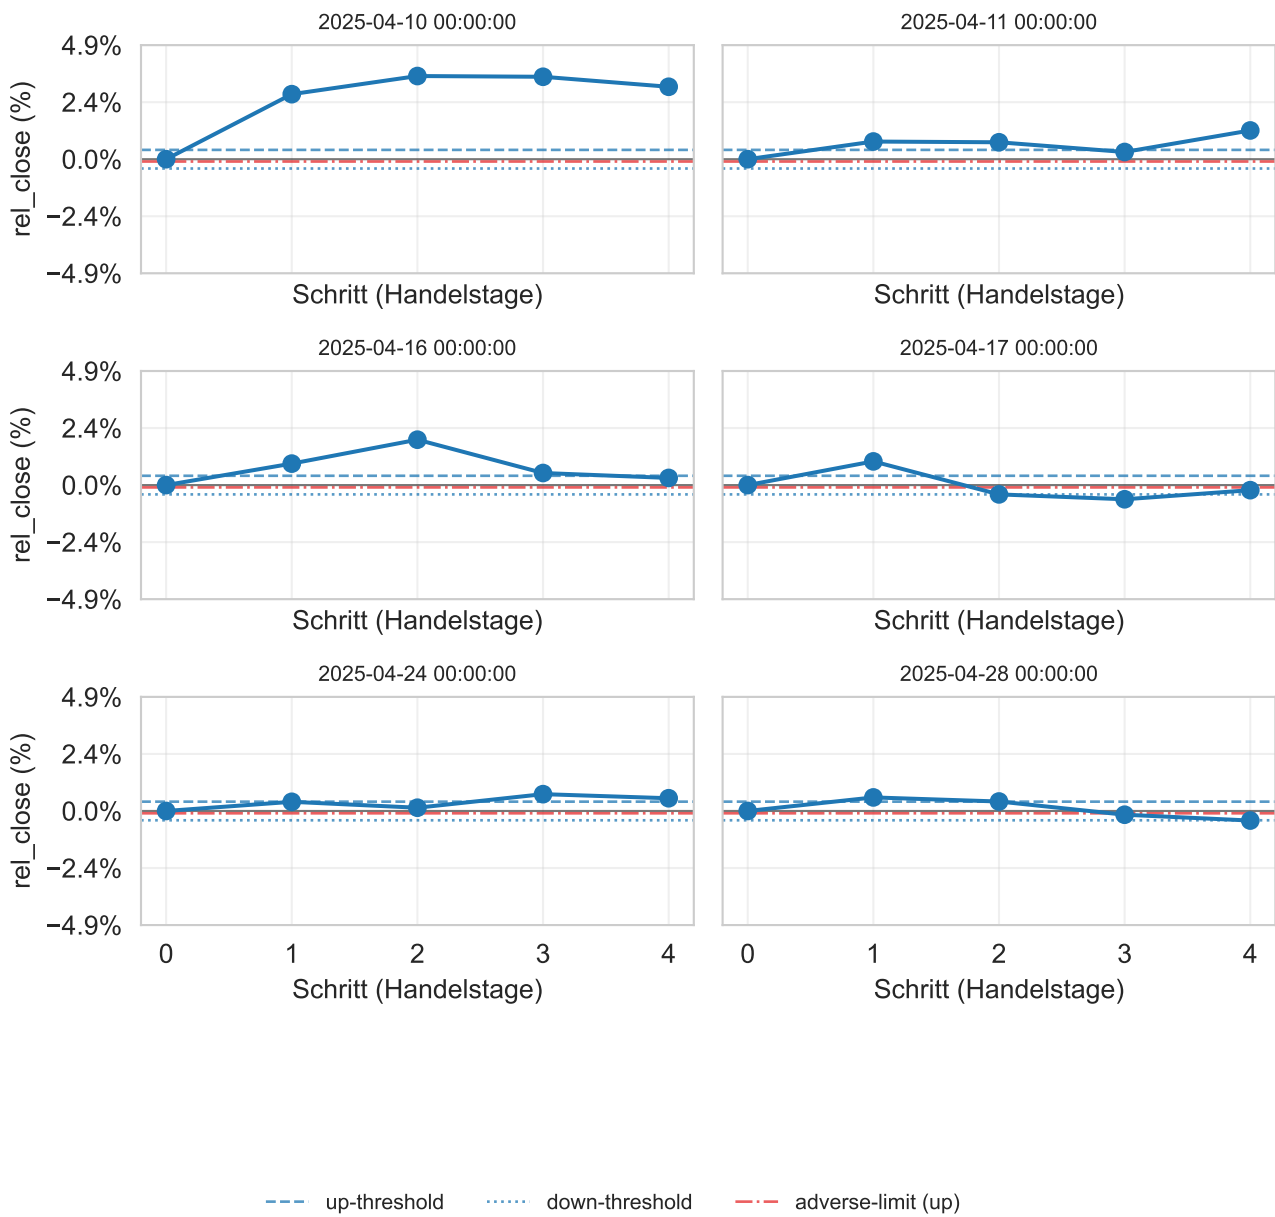 2025-04-10 00:00:00
2025-04-11 00:00:00
4.9%
2.4%
0.0%
−2.4%
−4.9%
rel_close (%)
Schritt (Handelstage)
Schritt (Handelstage)
2025-04-16 00:00:00
2025-04-17 00:00:00
4.9%
2.4%
0.0%
−2.4%
−4.9%
rel_close (%)
Schritt (Handelstage)
Schritt (Handelstage)
2025-04-24 00:00:00
2025-04-28 00:00:00
4.9%
2.4%
0.0%
−2.4%
−4.9%
rel_close (%)
0 1 2 3 4
0 1 2 3 4
Schritt (Handelstage)
Schritt (Handelstage)
up-threshold
down-threshold
adverse-limit (up)